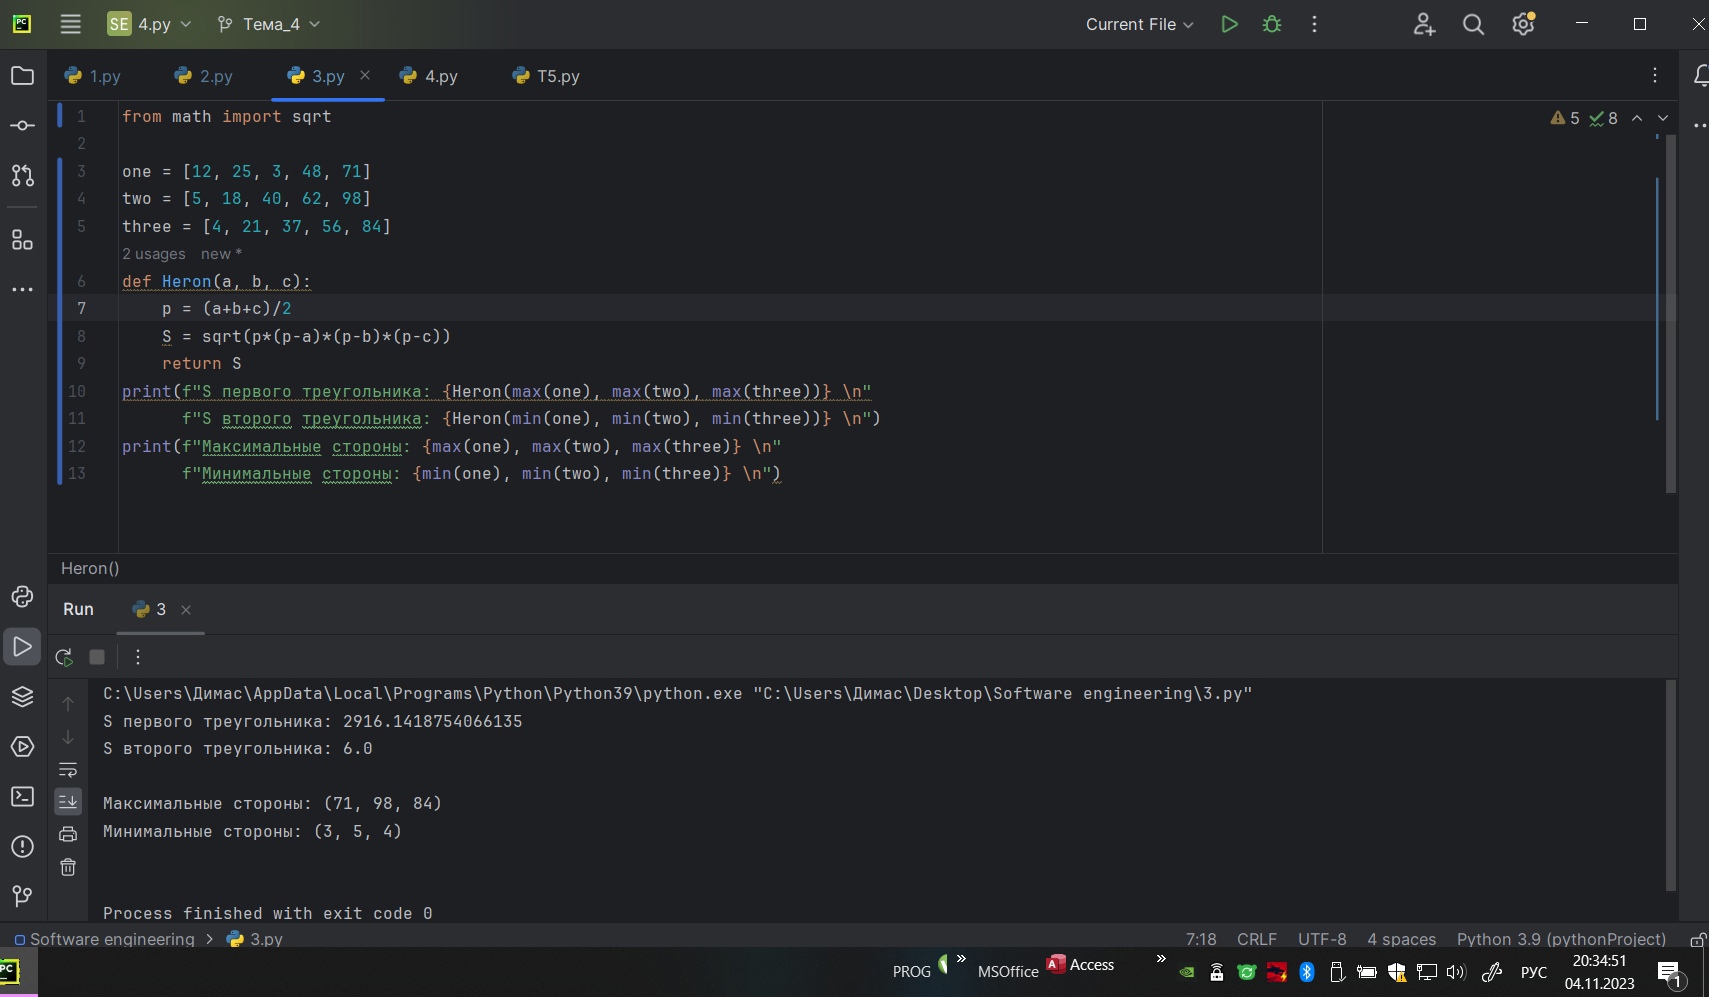 PC SE 4.py Тема_4 Current File
1.py 2.py 3.py 4.py T5.py
1 from math import sqrt 5 8
2
3 one = [12, 25, 3, 48, 71]
4 two = [5, 18, 40, 62, 98]
5 three = [4, 21, 37, 56, 84]
2 usages new *
6 def Heron(a, b, c):
7 p = (a+b+c)/2
8 S = sqrt(p*(p-a)*(p-b)*(p-c))
9 return S
10 print(f"S первого треугольника: {Heron(max(one), max(two), max(three))} \n"
11 f"S второго треугольника: {Heron(min(one), min(two), min(three))} \n")
12 print(f"Максимальные стороны: {max(one), max(two), max(three)} \n"
13 f"Минимальные стороны: {min(one), min(two), min(three)} \n")
Heron()
Run 3
C:\Users\Димас\AppData\Local\Programs\Python\Python39\python.exe "C:\Users\Димас\Desktop\Software engineering\3.py"
S первого треугольника: 2916.1418754066135
S второго треугольника: 6.0
Максимальные стороны: (71, 98, 84)
Минимальные стороны: (3, 5, 4)
Process finished with exit code 0
Software engineering > 3.py 7:18 CRLF UTF-8 4 spaces Python 3.9 (pythonProject)
PC PROG » MSOffice A Access » РУС 20:34:51
04.11.2023 1